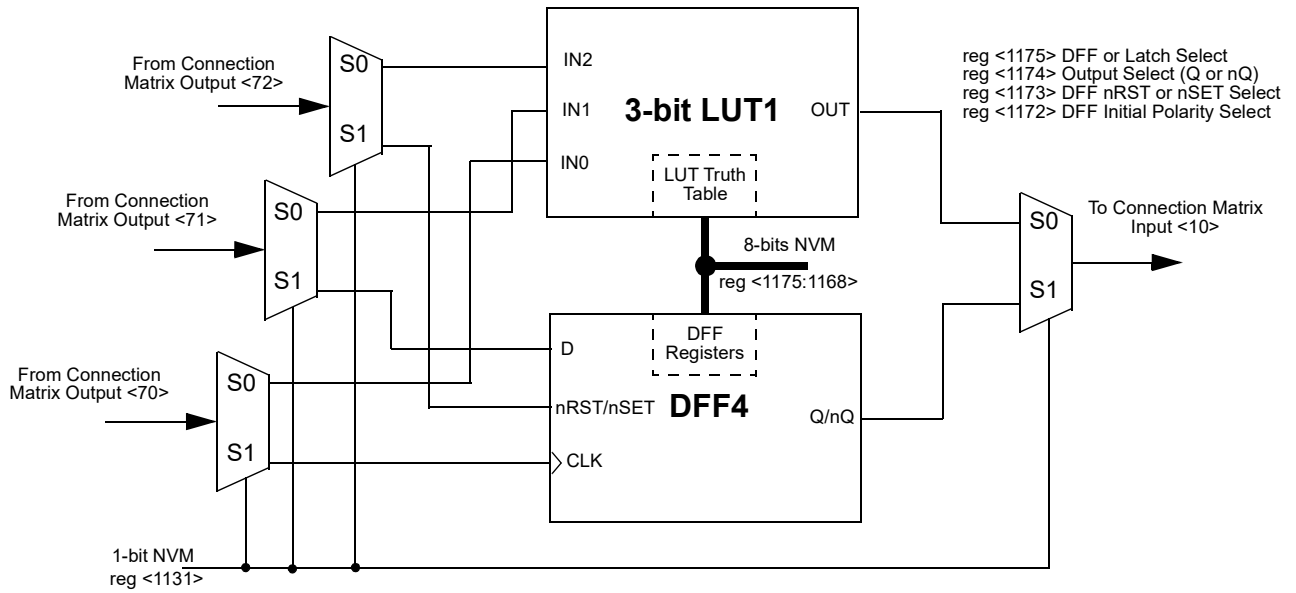 From Connection
Matrix Output <72>
S0
S1
From Connection
Matrix Output <71>
S0
S1
From Connection
Matrix Output <70>
S0
S1
1-bit NVM
reg <1131>
IN2
IN1
IN0
3-bit LUT1
OUT
LUT Truth
Table
8-bits NVM
reg <1175:1168>
DFF
Registers
D
nRST/nSET
DFF4
CLK
Q/nQ
reg <1175> DFF or Latch Select
reg <1174> Output Select (Q or nQ)
reg <1173> DFF nRST or nSET Select
reg <1172> DFF Initial Polarity Select
S0
S1
To Connection Matrix
Input <10>